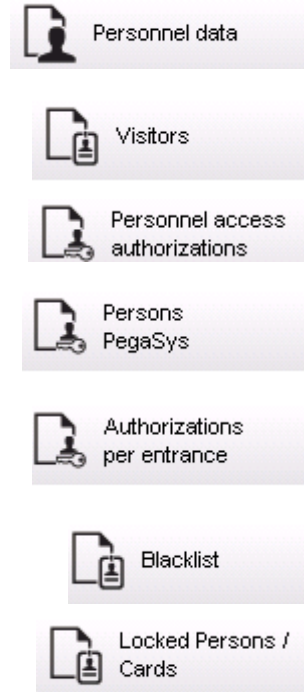 Personnel data
Visitors
Personnel access
authorizations
Persons
PegaSys
Authorizations
per entrance
Blacklist
Locked Persons /
Cards